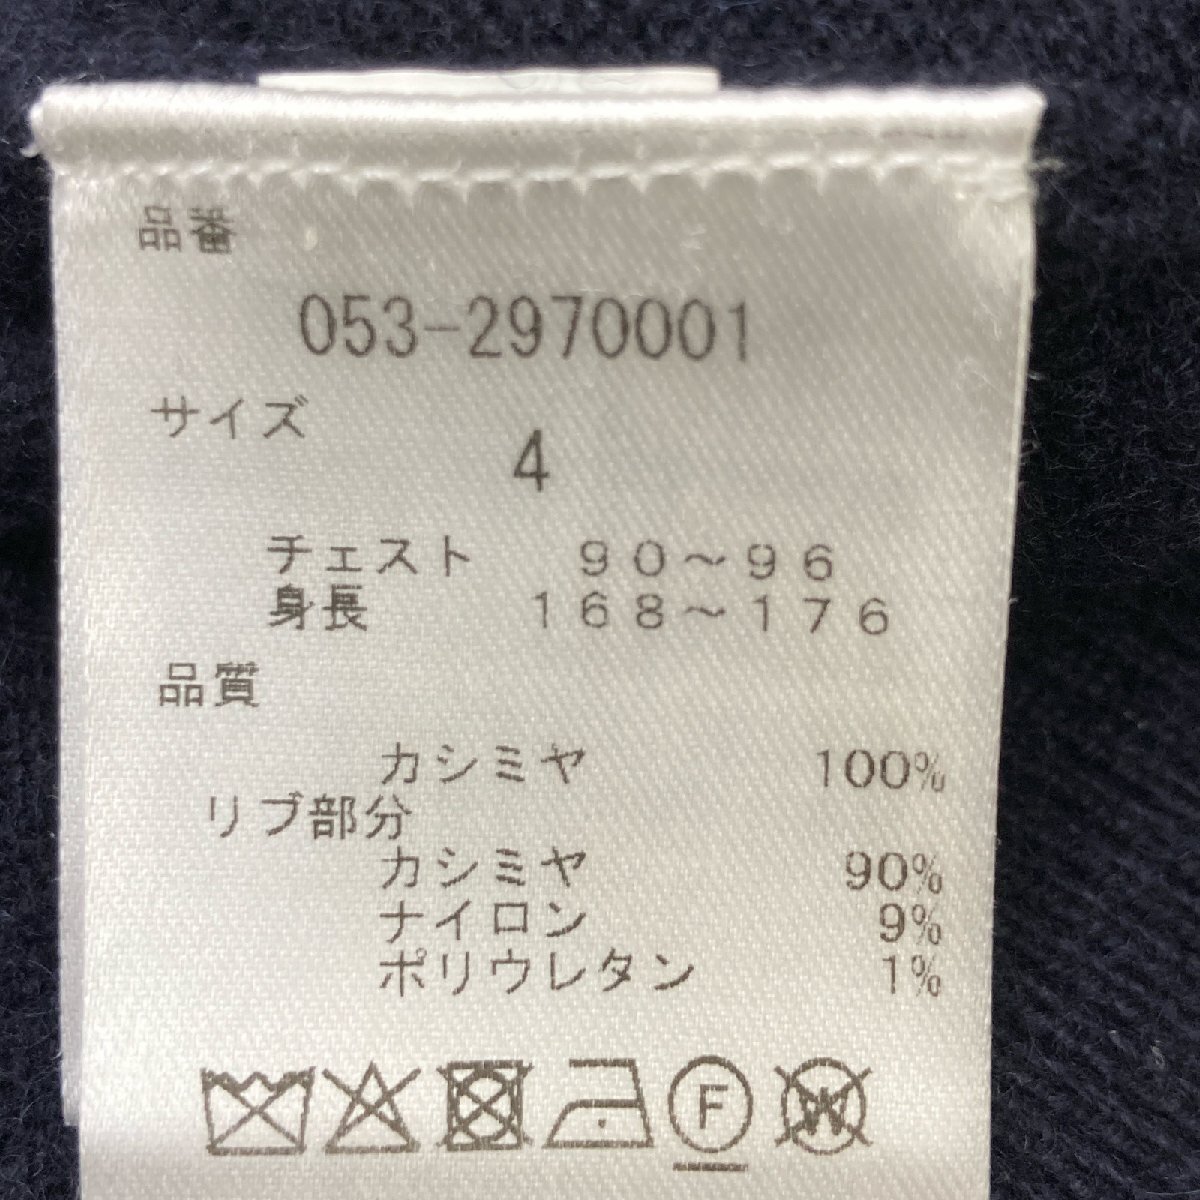 品番
053-2970001
サイズ
4
チェスト 90～96
身長 168～176
品質
カシミヤ 100%
リブ部分
カシミヤ 90%
ナイロン 9%
ポリウレタン 1%
F W